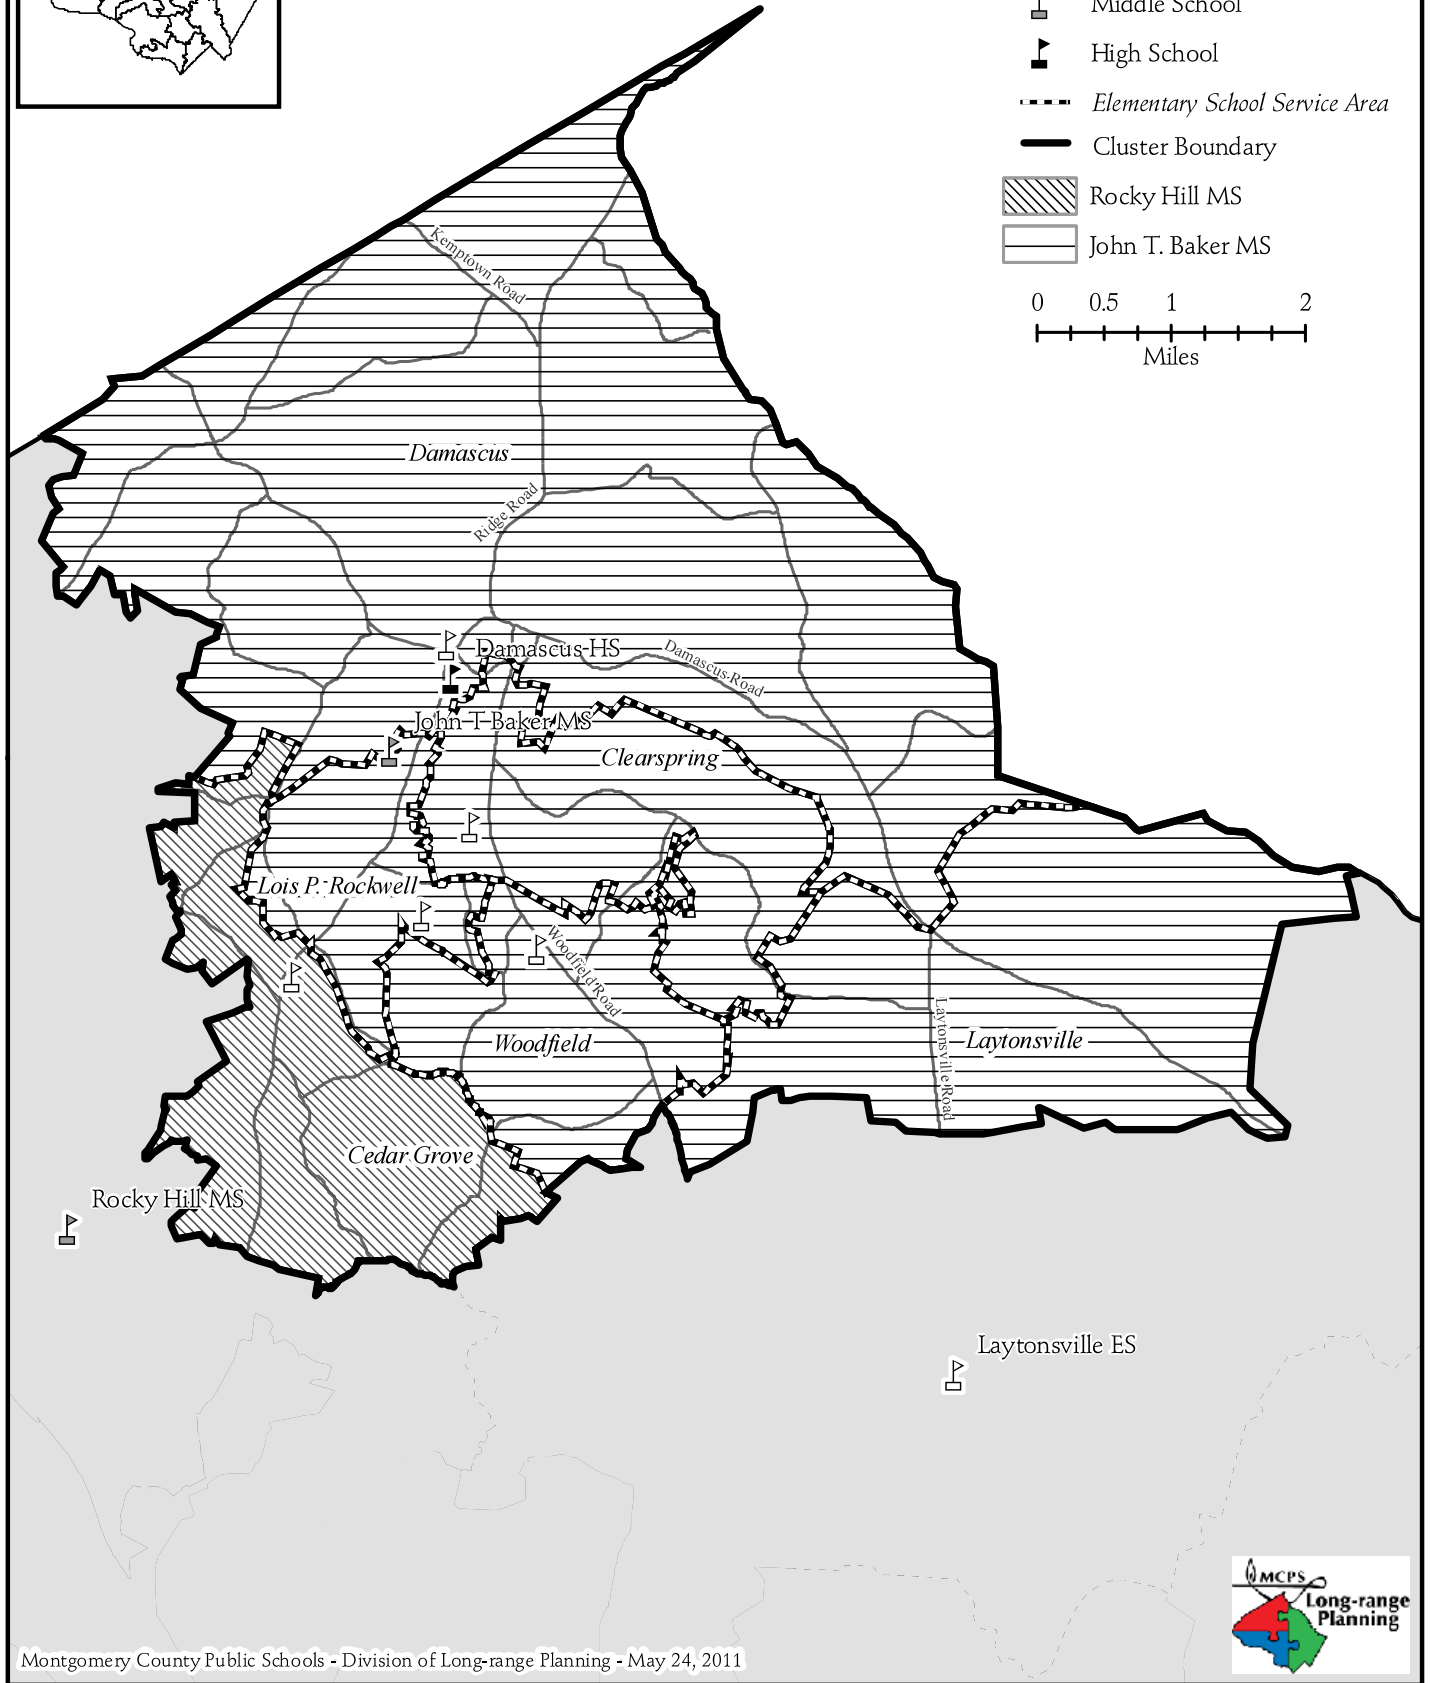 Middle School
High School
Elementary School Service Area
Cluster Boundary
Rocky Hill MS
John T. Baker MS
0 0.5 1 2
Miles
Kemptown Road
Damascus
Ridge Road
Damascus HS
Damascus Road
John T Baker MS
Clearspring
Lois P. Rockwell
Woodfield Road
Woodfield
Laytonsville Road
Laytonsville
Cedar Grove
Rocky Hill MS
Laytonsville ES
MCPS
Long-range
Planning
Montgomery County Public Schools - Division of Long-range Planning - May 24, 2011